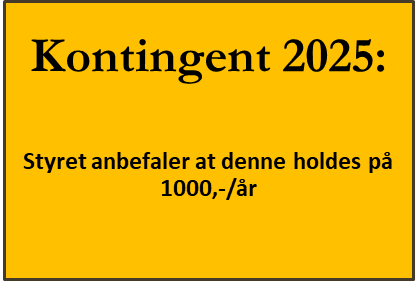 Kontingent 2025:
Styret anbefaler at denne holdes på
1000,-/år